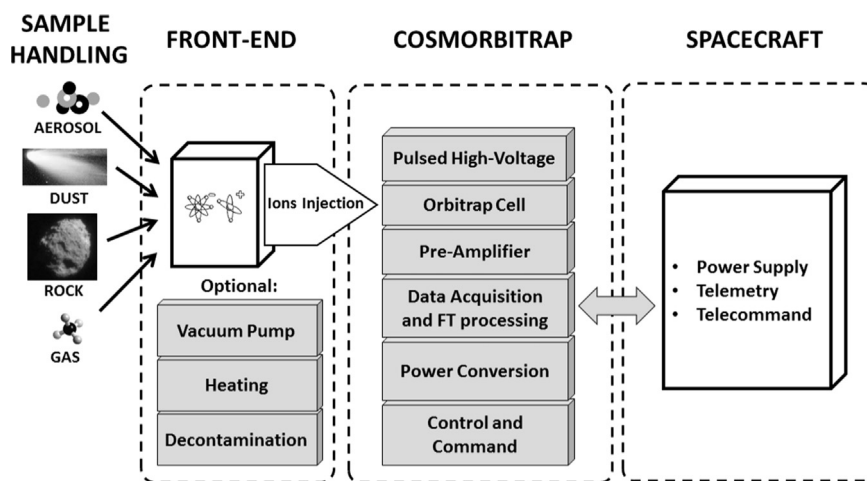 SAMPLE
HANDLING
FRONT-END
COSMORBITRAP
SPACECRAFT
AEROSOL
DUST
ROCK
GAS
Ions Injection
Optional:
Vacuum Pump
Heating
Decontamination
Pulsed High-Voltage
Orbitrap Cell
Pre-Amplifier
Data Acquisition
and FT processing
Power Conversion
Control and
Command
• Power Supply
• Telemetry
• Telecommand